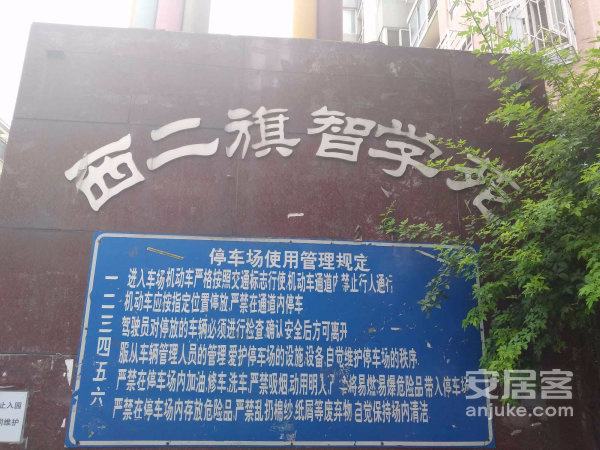 西二旗智学苑
停车场使用管理规定
一 进入车场机动车严格按照交通标志行使,机动车通道内禁止行人通行
二 机动车应按指定位置停放,严禁在通道内停车
三 驾驶员对停放的车辆必须进行检查,确认安全后方可离开
四 服从车辆管理人员的管理,爱护停车场的设施,设备,自觉维护停车场的秩序
五 严禁在停车场内加油,修车,洗车,严禁吸烟动用明火,严禁易燃易爆危险品带入停车场
六 严禁在停车场内存放危险品,严禁乱扔棉纱,纸屑等废弃物,自觉保持场内清洁
止入园
维护
安居客
anjuke.com